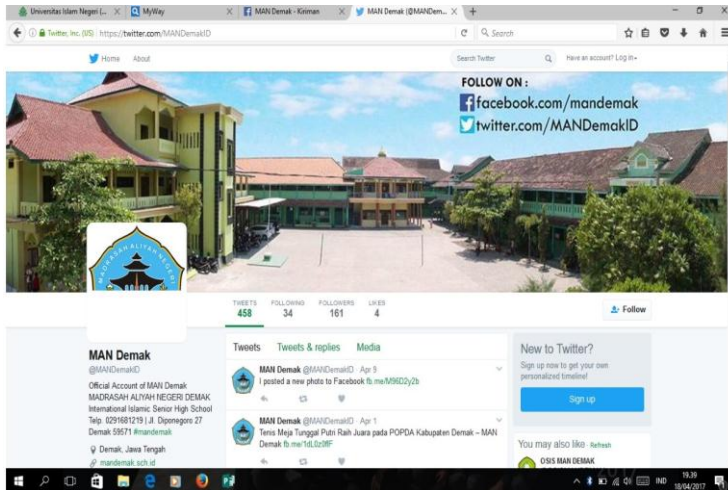 Universitas Islam Negeri (...
MyWay
MAN Demak - Kiriman
MAN Demak (@MANDem...
Twitter, Inc. (US)
https://twitter.com/MANDemakID
Search
Home
About
Search Twitter
Have an account? Log in
FOLLOW ON :
facebook.com/mandemak
twitter.com/MANDemakID
MADRASAH ALIYAH NEGERI
TWEETS
458
FOLLOWING
34
FOLLOWERS
161
LIKES
4
Follow
MAN Demak
@MANDemakID
Official Account of MAN Demak
MADRASAH ALIYAH NEGERI DEMAK
International Islamic Senior High School
Telp. 0291681219 | Jl. Diponegoro 27
Demak 59571 #mandemak
Demak, Jawa Tengah
mandemak.sch.id
Tweets
Tweets & replies
Media
MAN Demak @MANDemakID · Apr 9
I posted a new photo to Facebook fb.me/M96D2y2b
MAN Demak @MANDemakID · Apr 1
Tenis Meja Tunggal Putri Raih Juara pada POPDA Kabupaten Demak – MAN
Demak
New to Twitter?
Sign up now to get your own
personalized timeline!
Sign up
You may also like · Refresh
OSIS MAN DEMAK
2017
IND
19.39
18/04/2017